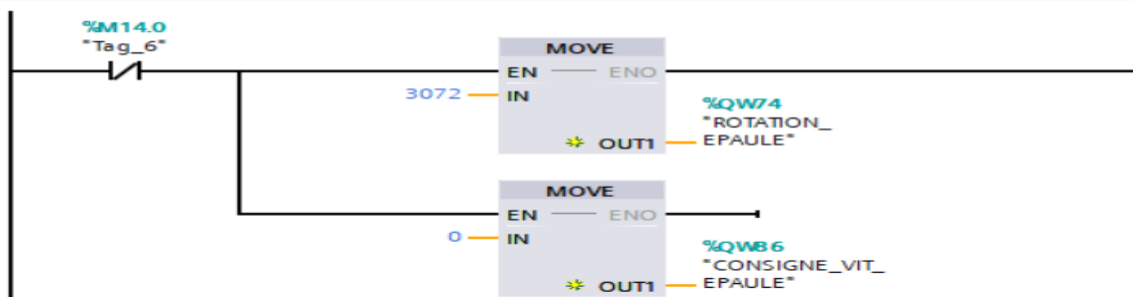 %M14.0
"Tag_6"
MOVE
EN ENO
3072 IN
%QW74
"ROTATION_
OUT1 EPAULE"
MOVE
EN ENO
0 IN
%QW86
"CONSIGNE_VIT_
OUT1 EPAULE"